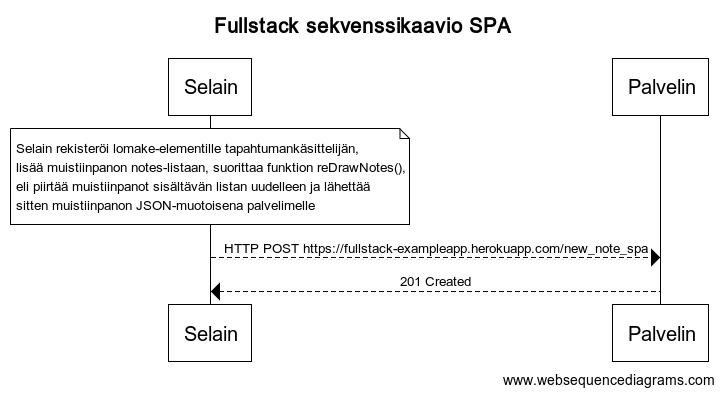 Fullstack sekvenssikaavio SPA
Selain
Palvelin
Selain rekisteröi lomake-elementille tapahtumankäsittelijän,
lisää muistiinpanon notes-listaan, suorittaa funktion reDrawNotes(),
eli piirtää muistiinpanot sisältävän listan uudelleen ja lähettää
sitten muistiinpanon JSON-muotoisena palvelimelle
HTTP POST https://fullstack-exampleapp.herokuapp.com/new_note_spa
201 Created
Selain
Palvelin
www.websequencediagrams.com